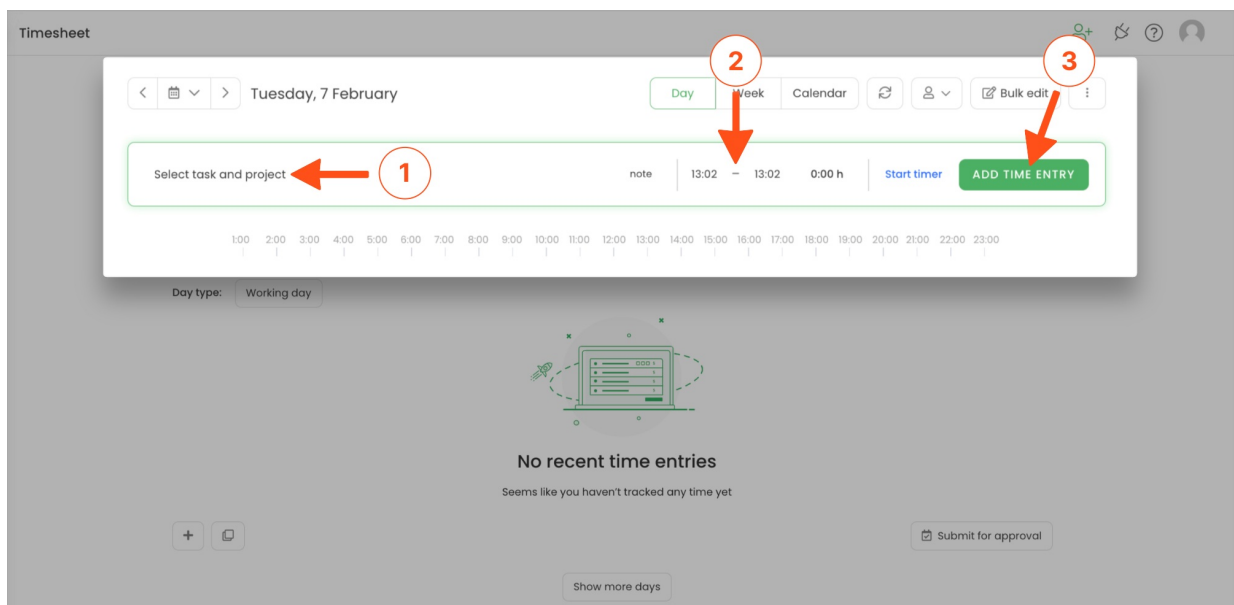 Timesheet
2
3
Tuesday, 7 February
Day Week Calendar
Bulk edit
Select task and project
1
note
13:02 – 13:02
0:00 h
Start timer
ADD TIME ENTRY
1:00 2:00 3:00 4:00 5:00 6:00 7:00 8:00 9:00 10:00 11:00 12:00 13:00 14:00 15:00 16:00 17:00 18:00 19:00 20:00 21:00 22:00 23:00
Day type: Working day
No recent time entries
Seems like you haven't tracked any time yet
Submit for approval
Show more days